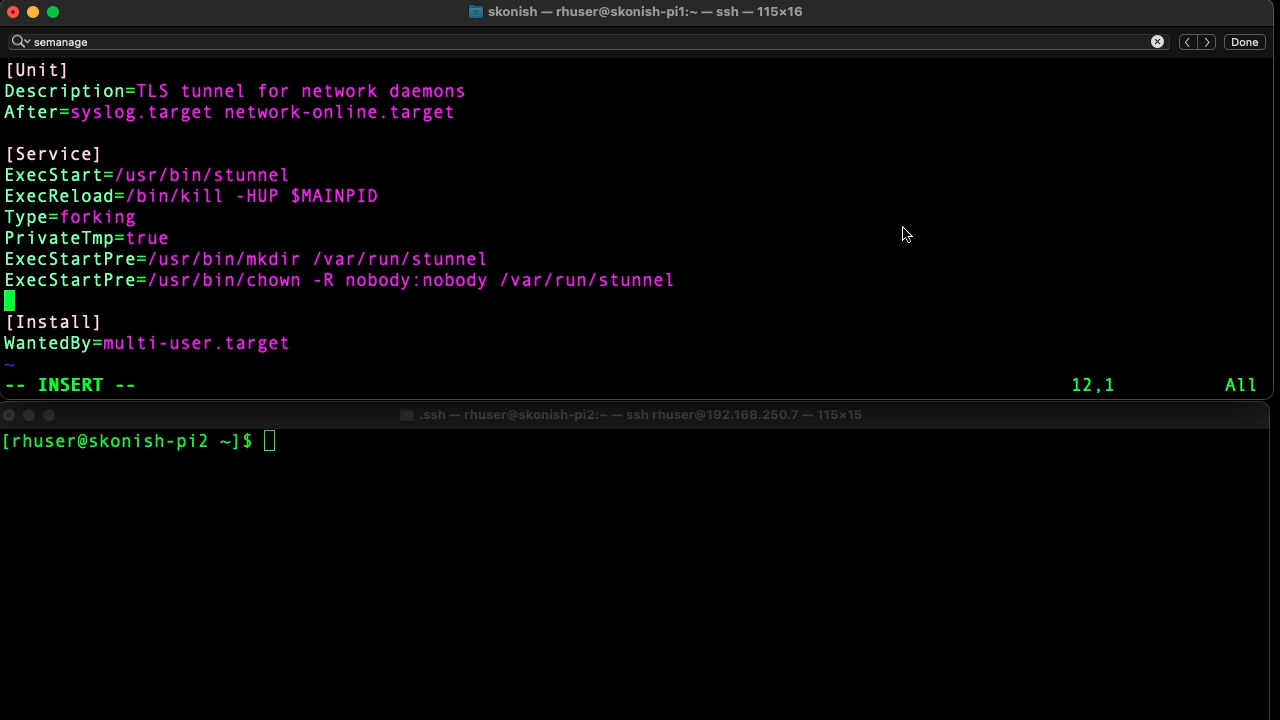 skonish — rhuser@skonish-pi1:~ — ssh — 115×16
semanage
Done
[Unit]
Description=TLS tunnel for network daemons
After=syslog.target network-online.target
[Service]
ExecStart=/usr/bin/stunnel
ExecReload=/bin/kill -HUP $MAINPID
Type=forking
PrivateTmp=true
ExecStartPre=/usr/bin/mkdir /var/run/stunnel
ExecStartPre=/usr/bin/chown -R nobody:nobody /var/run/stunnel
[Install]
WantedBy=multi-user.target
~
-- INSERT -- 12,1 All
.ssh — rhuser@skonish-pi2:~ — ssh rhuser@192.168.250.7 — 115×15
[rhuser@skonish-pi2 ~]$